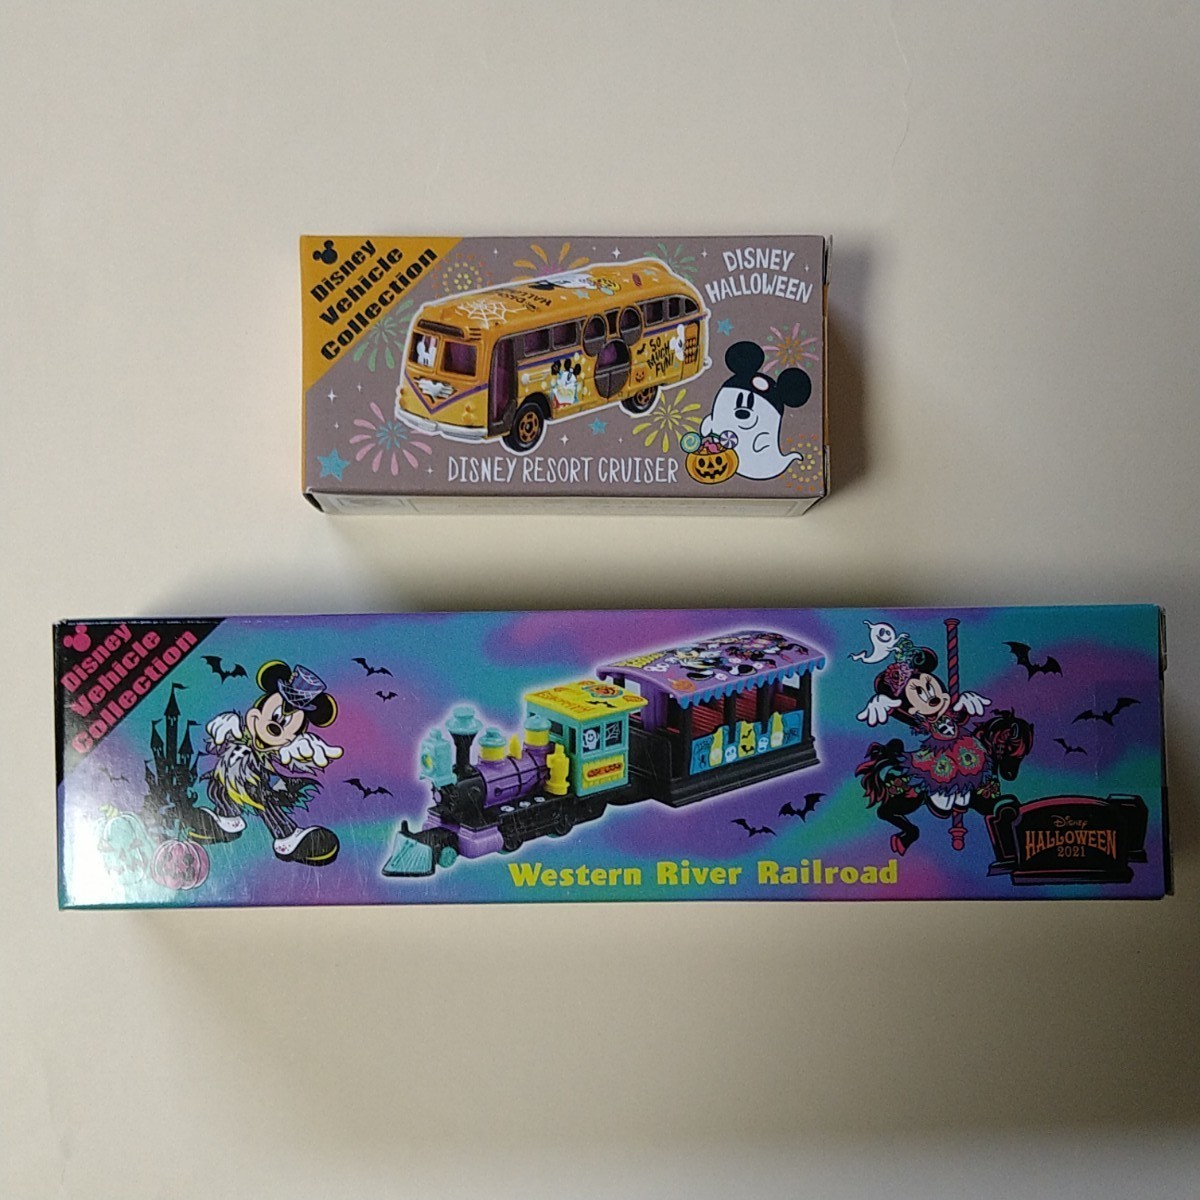 Disney
Vehicle
Collection
DISNEY
HALLOWEEN
SO
MUCH
FUN!
DISNEY RESORT CRUISER
Disney
Vehicle
Collection
Western River Railroad
Disney
HALLOWEEN
2021